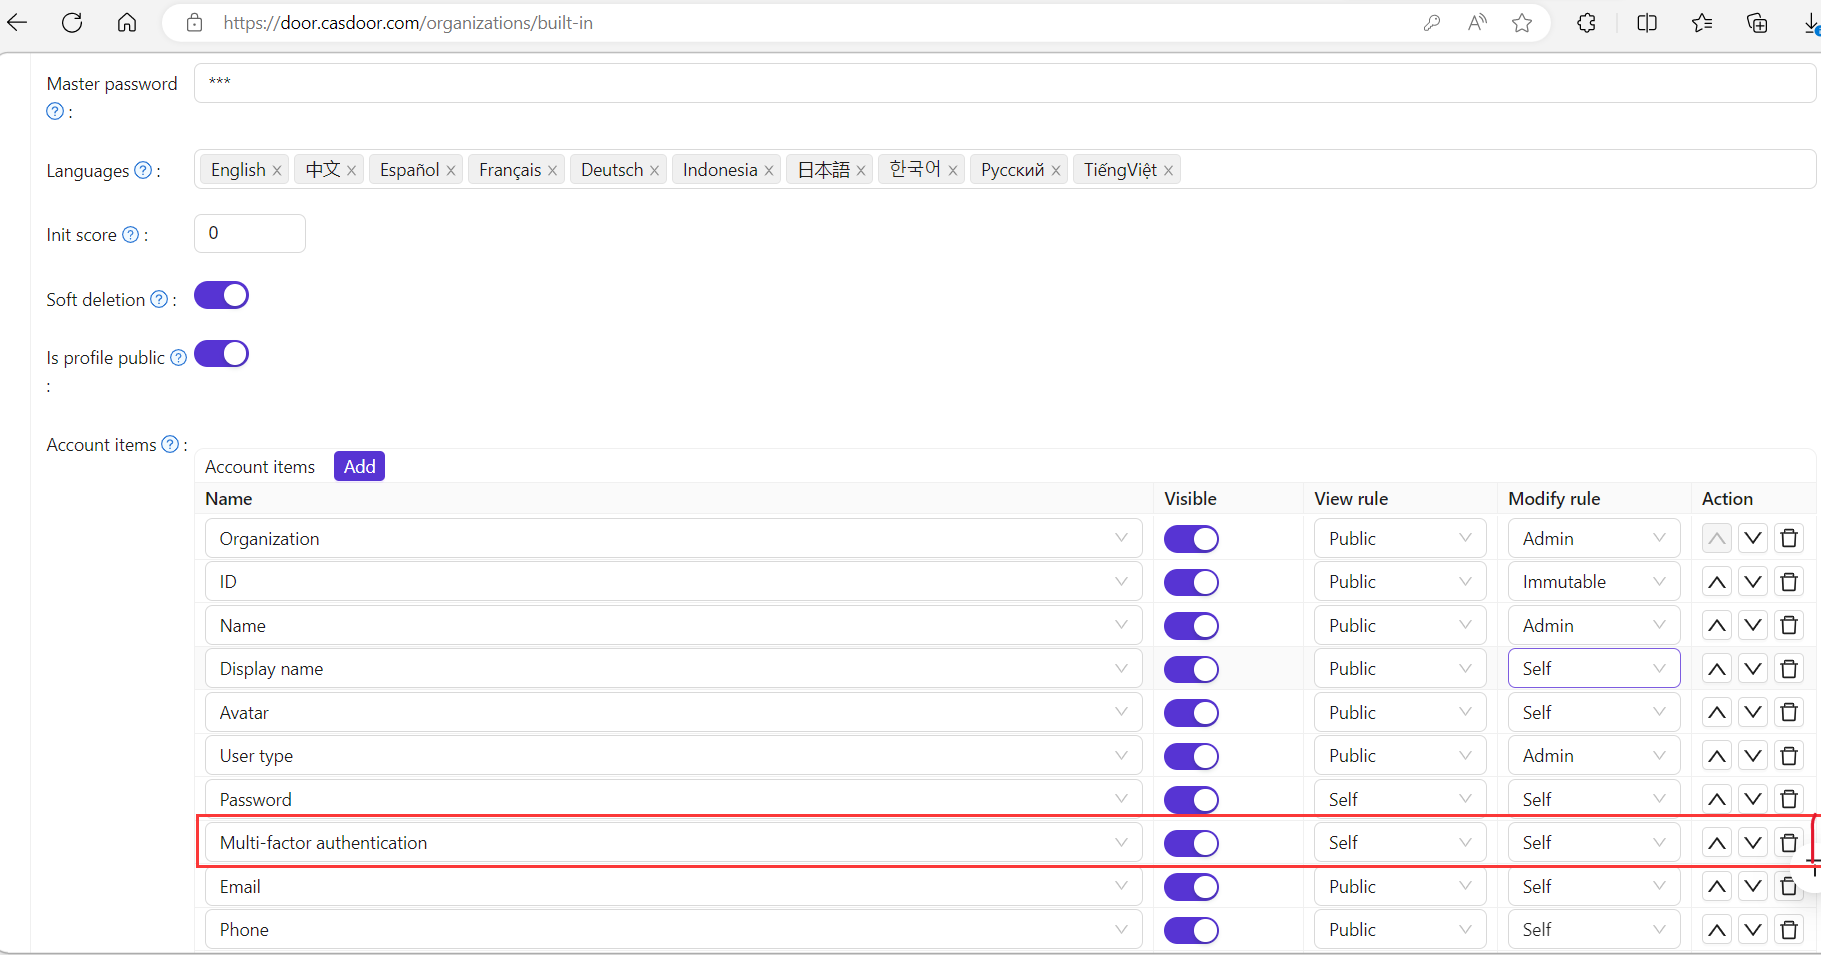 https://door.casdoor.com/organizations/built-in
Master password ***
:
Languages : English 中文 Español Français Deutsch Indonesia 日本語 한국어 Русский TiếngViệt
Init score : 0
Soft deletion :
Is profile public
:
Account items :
Account items Add
Name Visible View rule Modify rule Action
Organization Public Admin
ID Public Immutable
Name Public Admin
Display name Public Self
Avatar Public Self
User type Public Admin
Password Self Self
Multi-factor authentication Self Self
Email Public Self
Phone Public Self